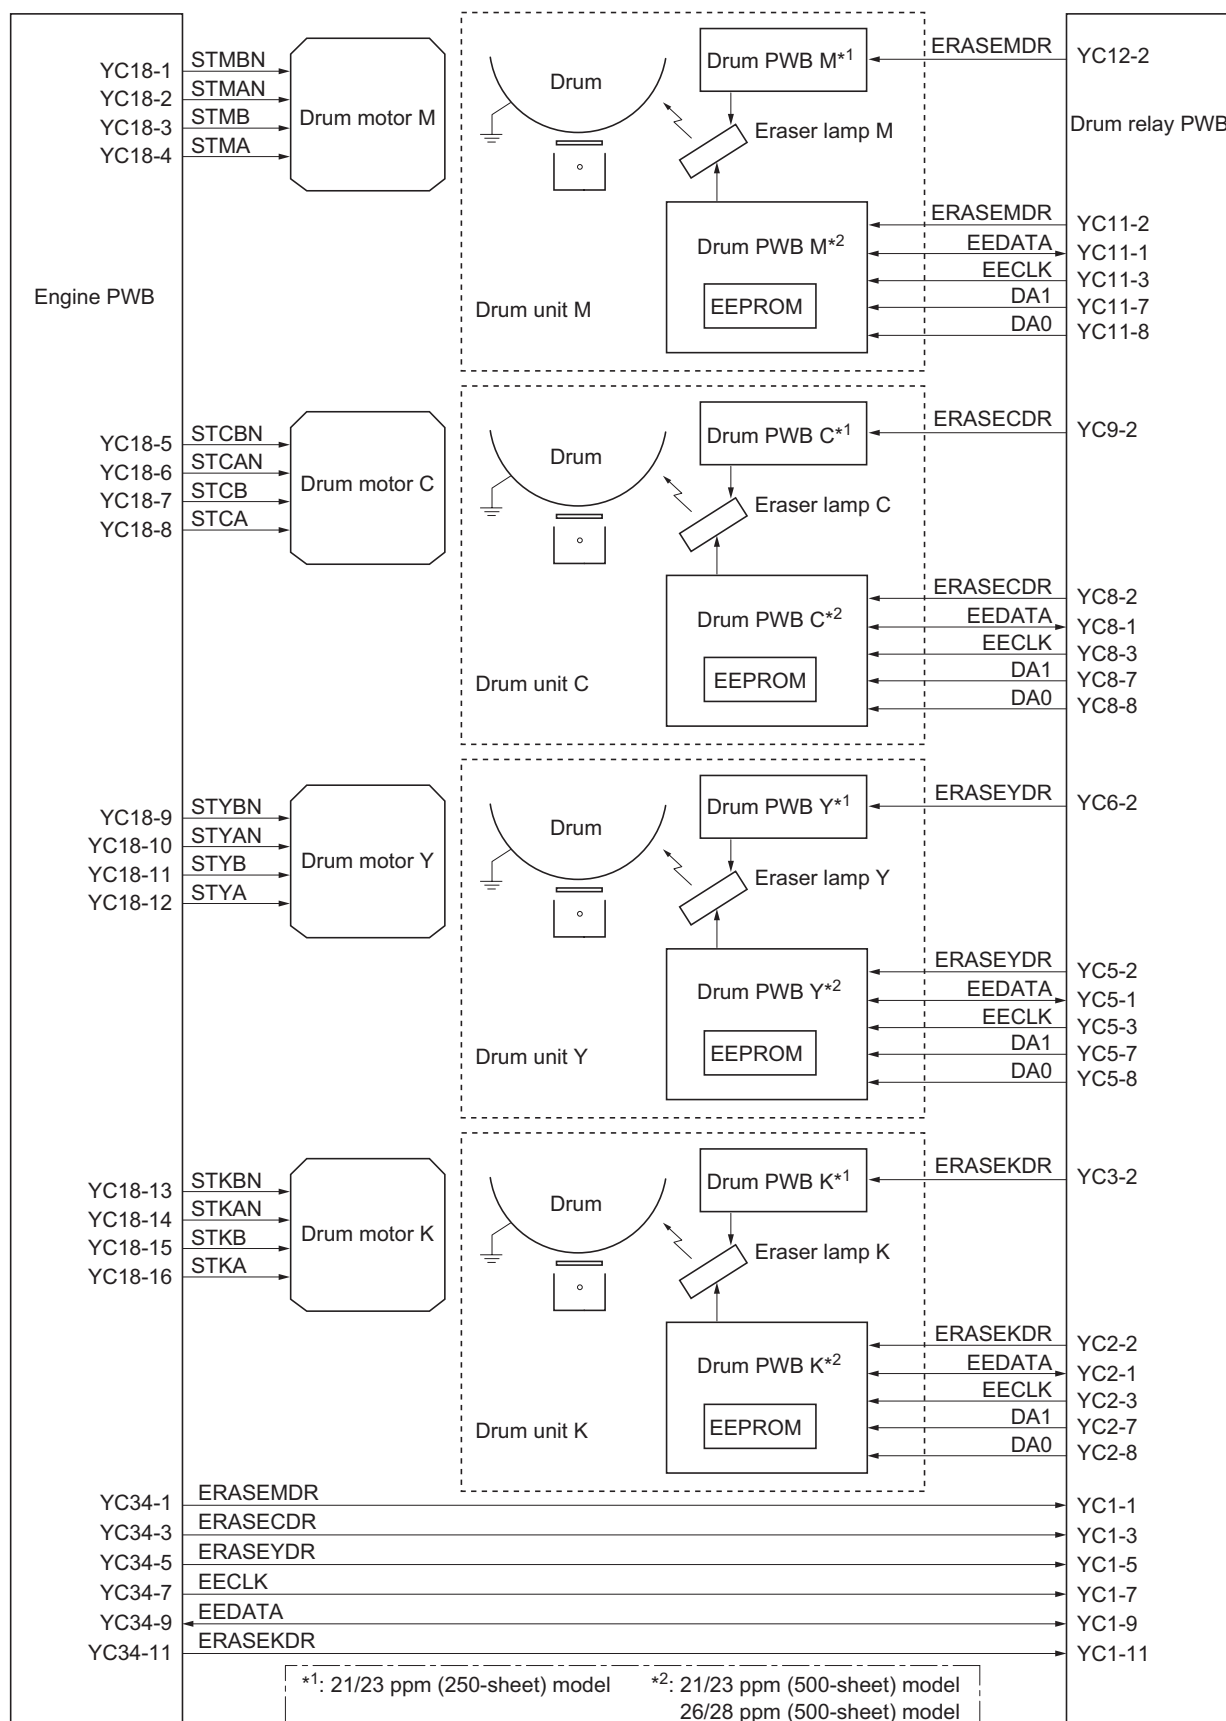 Engine PWB
Drum relay PWB
YC18-1 STMBN
YC18-2 STMAN
YC18-3 STMB
YC18-4 STMA
Drum motor M
Drum
Drum PWB M*1
ERASEMDR YC12-2
Eraser lamp M
Drum PWB M*2
EEPROM
Drum unit M
ERASEMDR YC11-2
EEDATA YC11-1
EECLK YC11-3
DA1 YC11-7
DA0 YC11-8
YC18-5 STCBN
YC18-6 STCAN
YC18-7 STCB
YC18-8 STCA
Drum motor C
Drum
Drum PWB C*1
ERASECDR YC9-2
Eraser lamp C
Drum PWB C*2
EEPROM
Drum unit C
ERASECDR YC8-2
EEDATA YC8-1
EECLK YC8-3
DA1 YC8-7
DA0 YC8-8
YC18-9 STYBN
YC18-10 STYAN
YC18-11 STYB
YC18-12 STYA
Drum motor Y
Drum
Drum PWB Y*1
ERASEYDR YC6-2
Eraser lamp Y
Drum PWB Y*2
EEPROM
Drum unit Y
ERASEYDR YC5-2
EEDATA YC5-1
EECLK YC5-3
DA1 YC5-7
DA0 YC5-8
YC18-13 STKBN
YC18-14 STKAN
YC18-15 STKB
YC18-16 STKA
Drum motor K
Drum
Drum PWB K*1
ERASEKDR YC3-2
Eraser lamp K
Drum PWB K*2
EEPROM
Drum unit K
ERASEKDR YC2-2
EEDATA YC2-1
EECLK YC2-3
DA1 YC2-7
DA0 YC2-8
YC34-1 ERASEMDR YC1-1
YC34-3 ERASECDR YC1-3
YC34-5 ERASEYDR YC1-5
YC34-7 EECLK YC1-7
YC34-9 EEDATA YC1-9
YC34-11 ERASEKDR YC1-11
*1: 21/23 ppm (250-sheet) model *2: 21/23 ppm (500-sheet) model
26/28 ppm (500-sheet) model